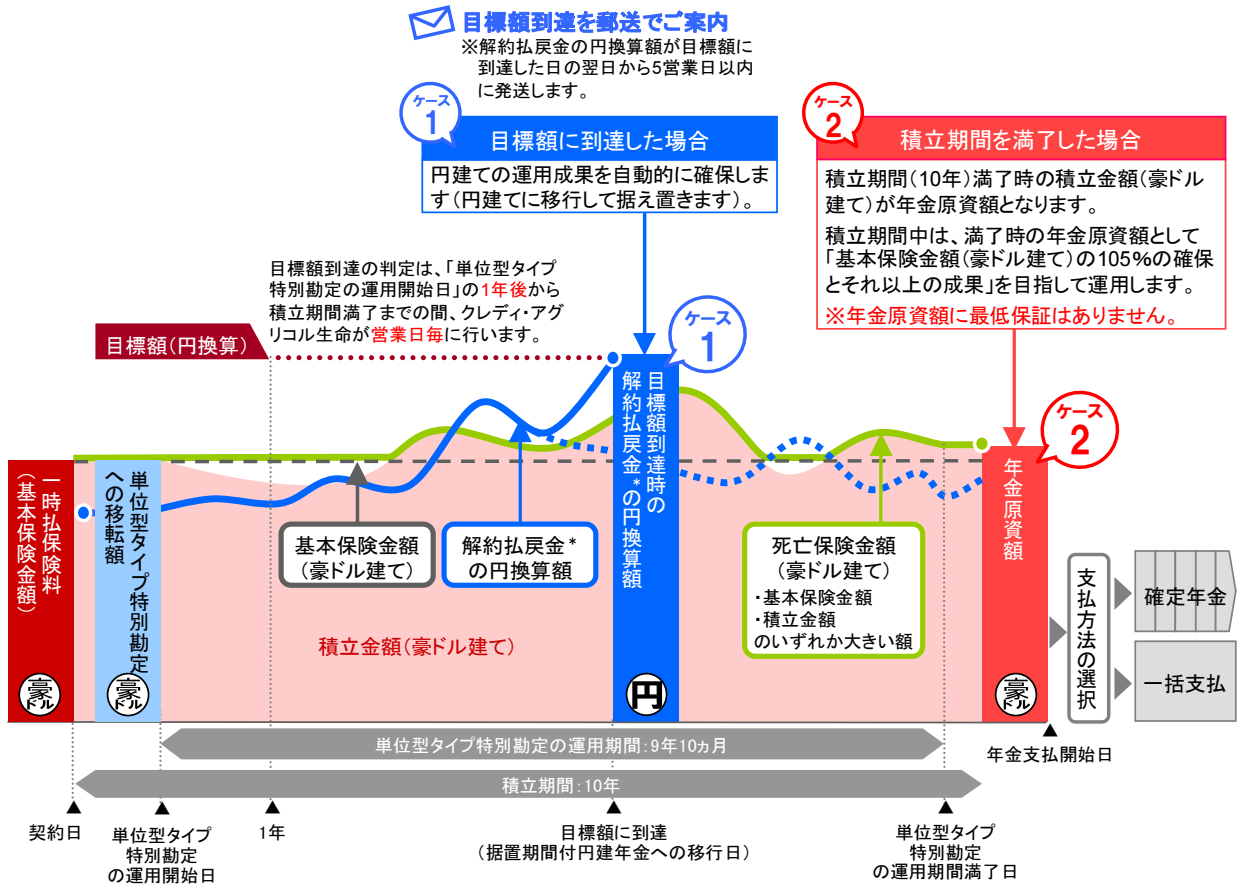 目標額到達を郵送でご案内
※解約払戻金の円換算額が目標額に
到達した日の翌日から5営業日以内
に発送します。
ケース
1
目標額に到達した場合
円建ての運用成果を自動的に確保しま
す(円建てに移行して据え置きます)。
ケース
2
積立期間を満了した場合
積立期間(10年)満了時の積立金額(豪ドル
建て)が年金原資額となります。
積立期間中は、満了時の年金原資額として
「基本保険金額(豪ドル建て)の105%の確保
とそれ以上の成果」を目指して運用します。
※年金原資額に最低保証はありません。
目標額到達の判定は、「単位型タイプ
特別勘定の運用開始日」の1年後から
積立期間満了までの間、クレディ・アグ
リコル生命が営業日毎に行います。
目標額(円換算)
ケース
1
ケース
2
一時払保険料
(基本保険金額)
豪ドル
単位型タイプ特別勘定
への移転額
豪ドル
基本保険金額
(豪ドル建て)
解約払戻金*
の円換算額
積立金額(豪ドル建て)
目標額到達時の
解約払戻金*の円換算額
円
死亡保険金額
(豪ドル建て)
・基本保険金額
・積立金額
のいずれか大きい額
年金原資額
豪ドル
支払方法の選択
確定年金
一括支払
年金支払開始日
単位型タイプ特別勘定の運用期間:9年10ヵ月
積立期間:10年
契約日
単位型タイプ
特別勘定
の運用開始日
1年
目標額に到達
(据置期間付円建年金への移行日)
単位型タイプ
特別勘定
の運用期間満了日